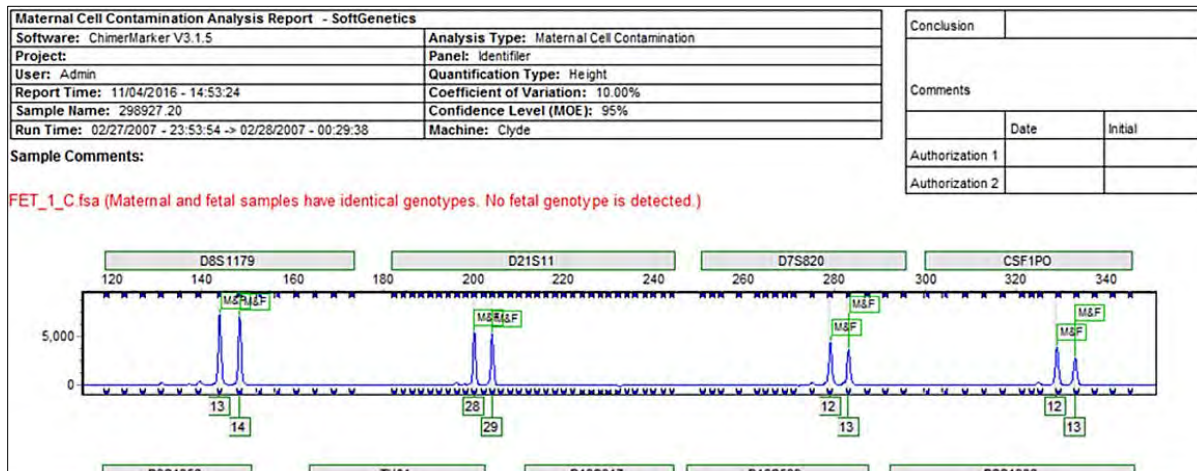 Maternal Cell Contamination Analysis Report - SoftGenetics
Software: ChimerMarker V3.1.5 Analysis Type: Maternal Cell Contamination
Project: Panel: Identifiler
User: Admin Quantification Type: Height
Report Time: 11/04/2016 - 14:53:24 Coefficient of Variation: 10.00%
Sample Name: 298927.20 Confidence Level (MOE): 95%
Run Time: 02/27/2007 - 23:53:54 -> 02/28/2007 - 00:29:38 Machine: Clyde
Conclusion
Comments
Date Initial
Authorization 1
Authorization 2
Sample Comments:
FET_1_C.fsa (Maternal and fetal samples have identical genotypes. No fetal genotype is detected.)
D8S1179 D21S11 D7S820 CSF1PO
120 140 160 180 200 220 240 260 280 300 320 340
M&F M&F M&F M&F M&F M&F M&F M&F
5,000
0
13 28 12 12
14 29 13 13